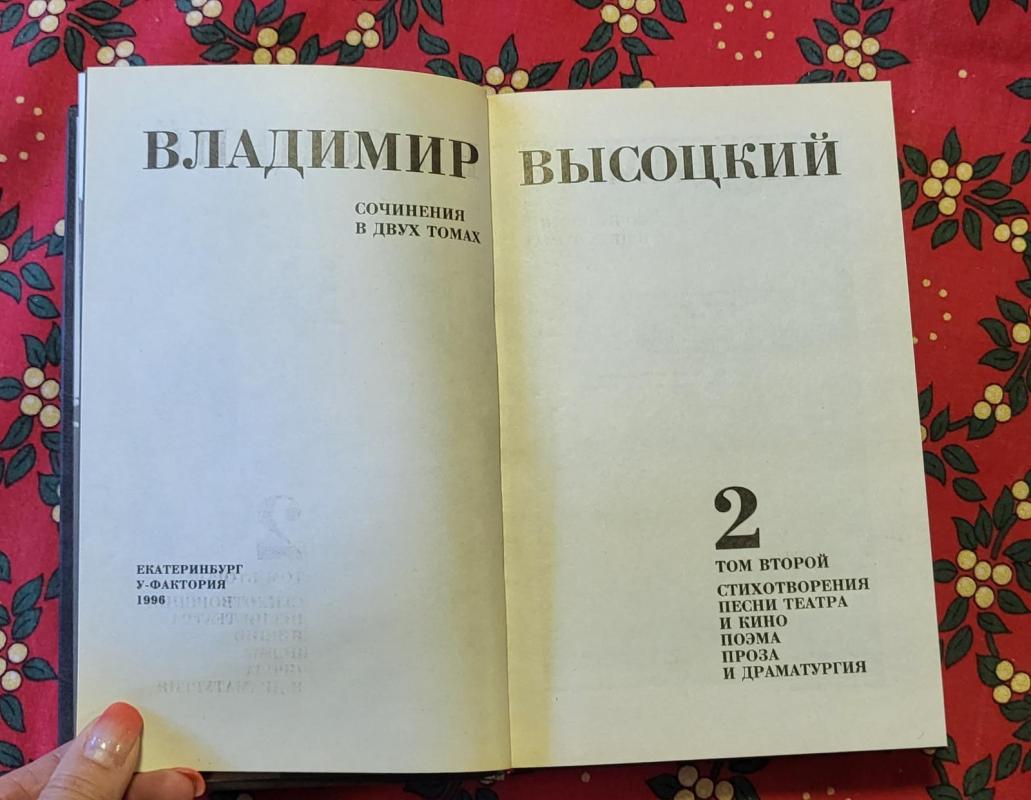 ВЛАДИМИР ВЫСОЦКИЙ
СОЧИНЕНИЯ
В ДВУХ ТОМАХ
ЕКАТЕРИНБУРГ
У-ФАКТОРИЯ
1996
2
ТОМ ВТОРОЙ
СТИХОТВОРЕНИЯ
ПЕСНИ ТЕАТРА
И КИНО
ПОЭМА
ПРОЗА
И ДРАМАТУРГИЯ